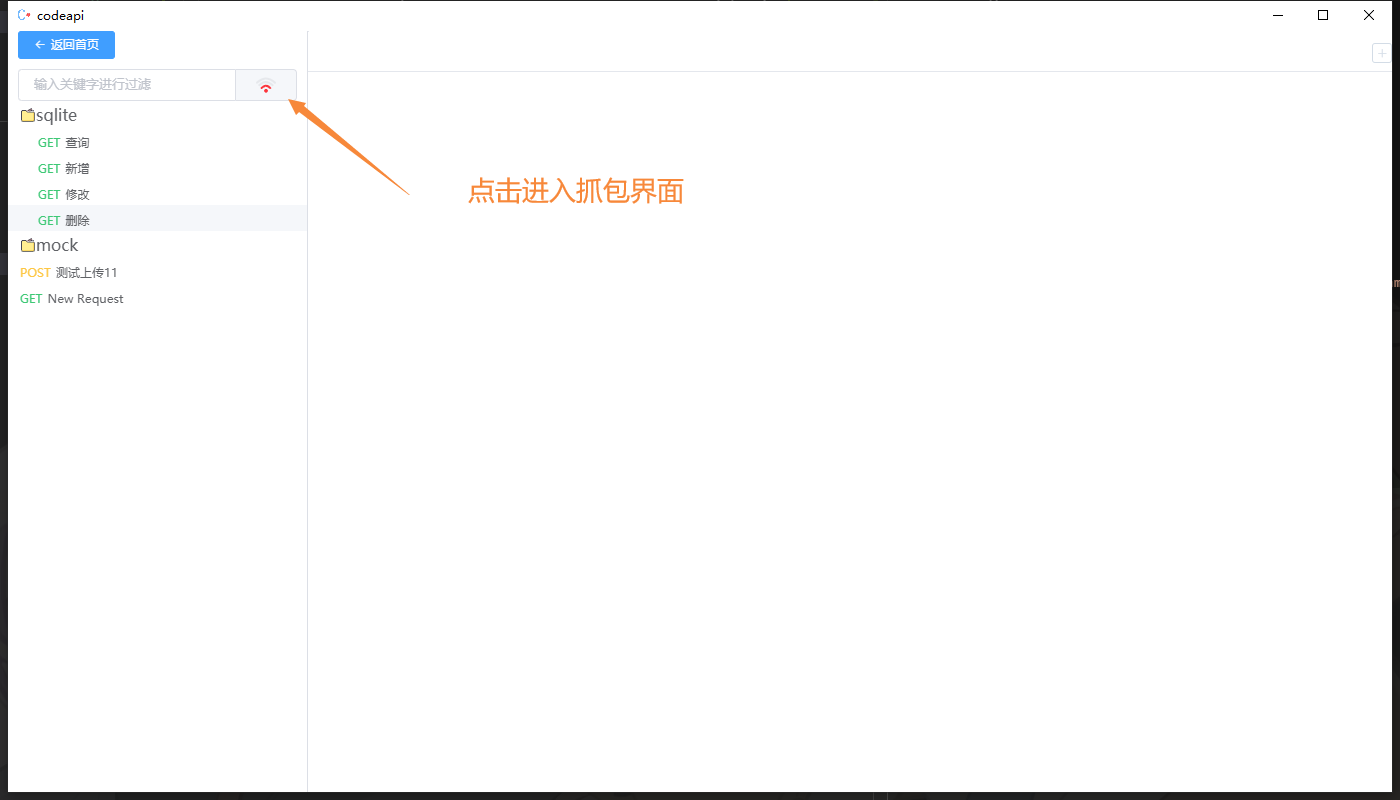 codeapi
← 返回首页
输入关键字进行过滤
sqlite
GET 查询
GET 新增
GET 修改
GET 删除
mock
POST 测试上传11
GET New Request
点击进入抓包界面